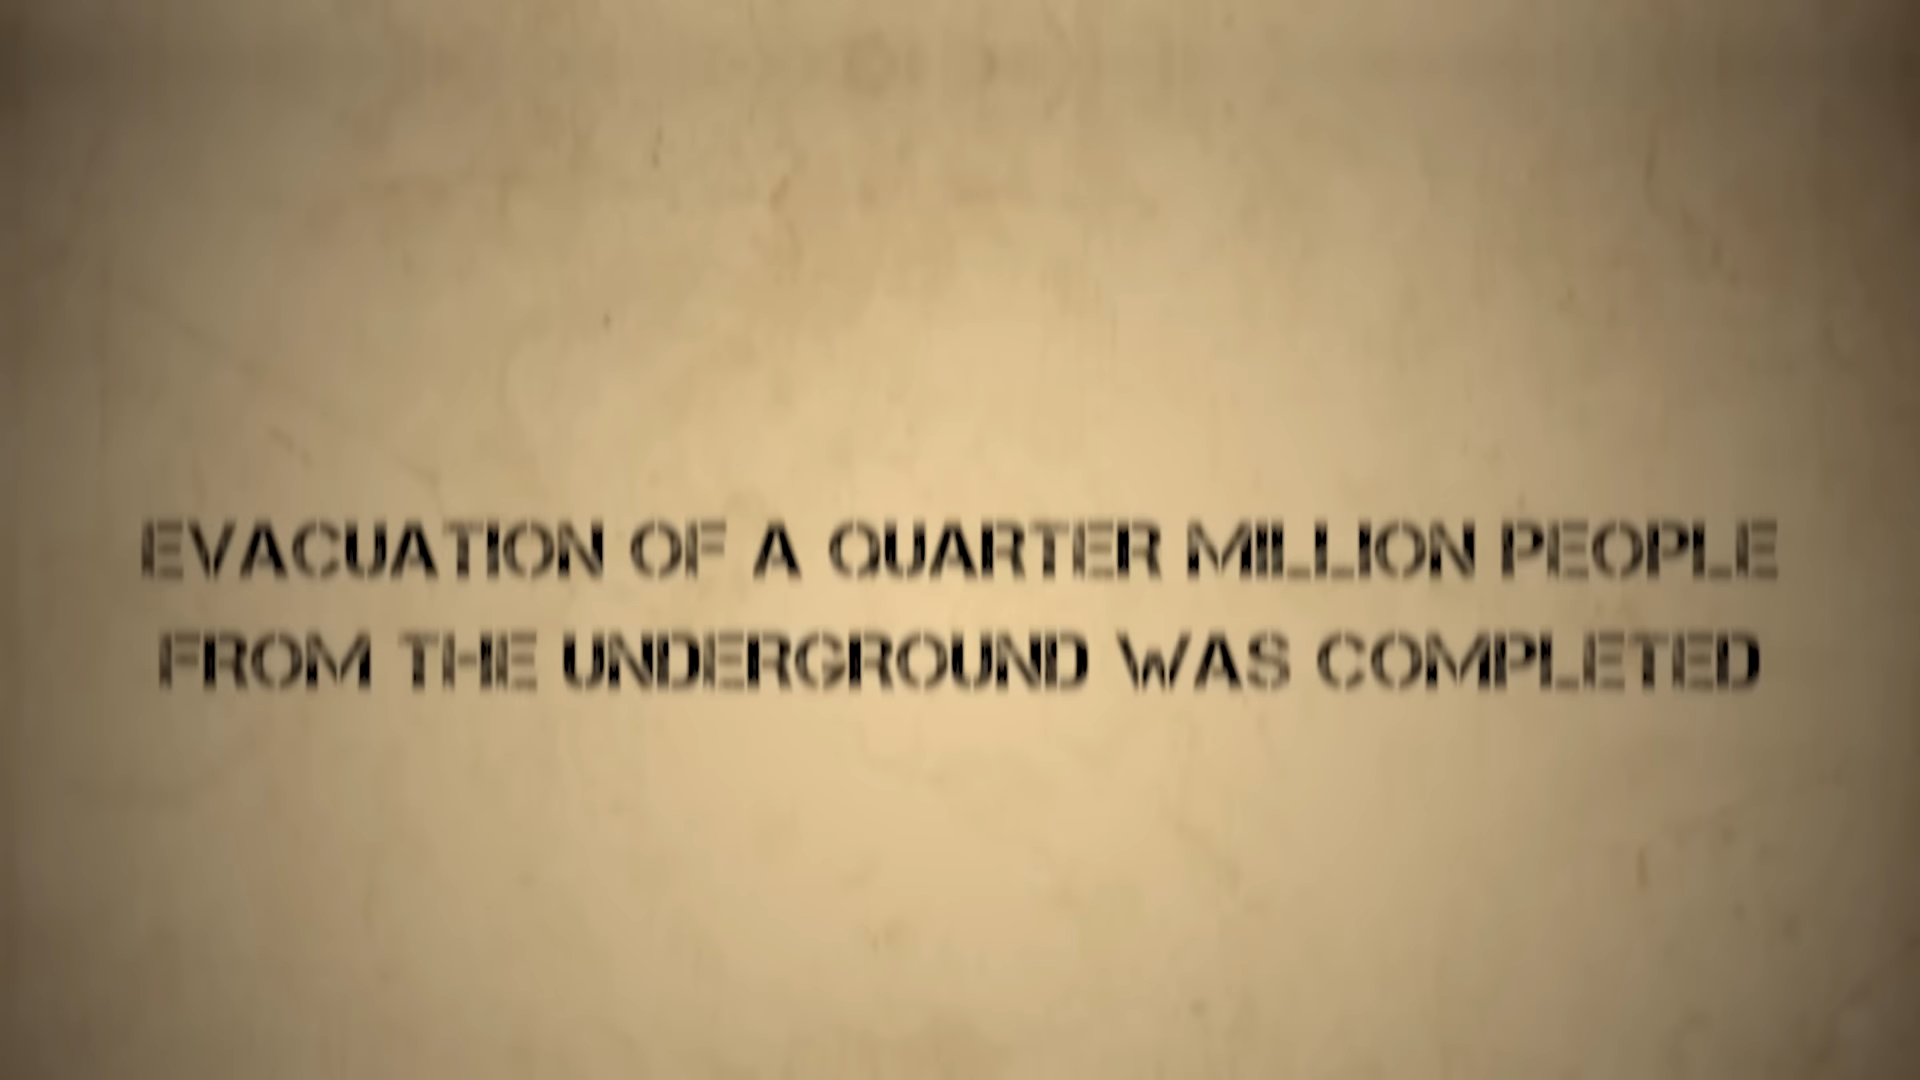 EVACUATION OF A QUARTER MILLION PEOPLE
FROM THE UNDERGROUND WAS COMPLETED